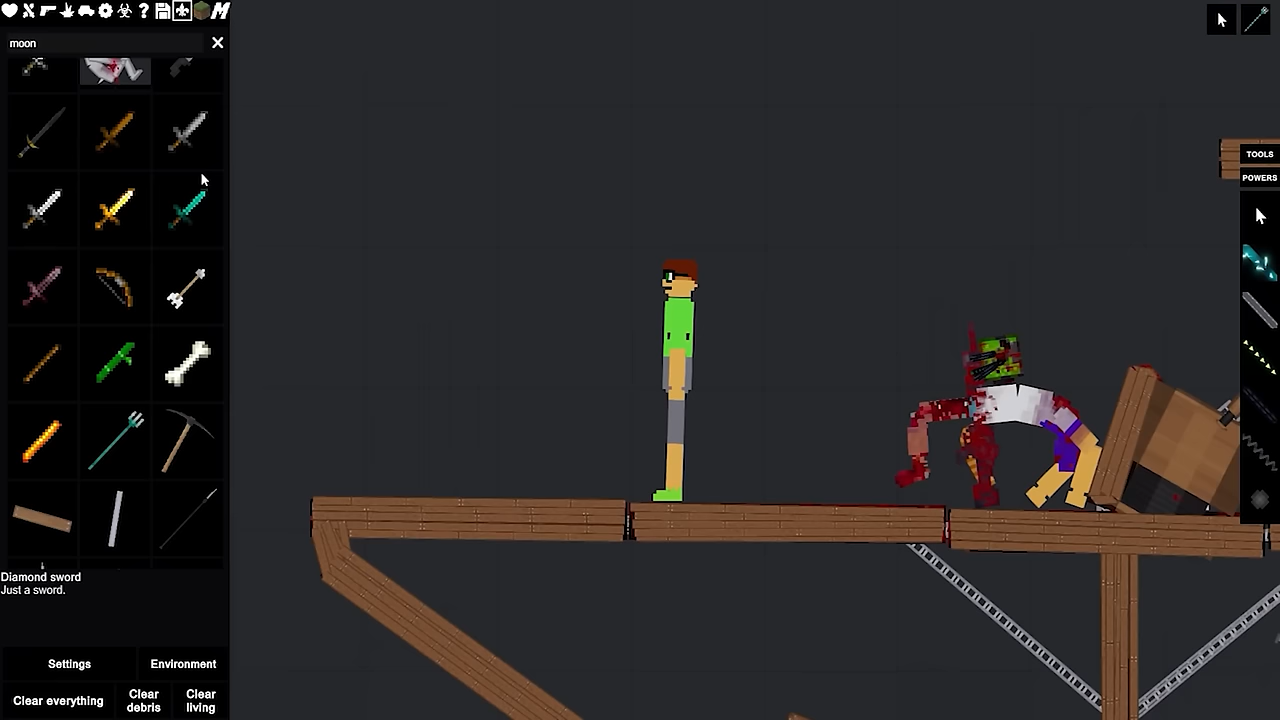 moon
TOOLS
POWERS
Diamond sword
Just a sword.
Settings
Environment
Clear everything
Clear
debris
Clear
living